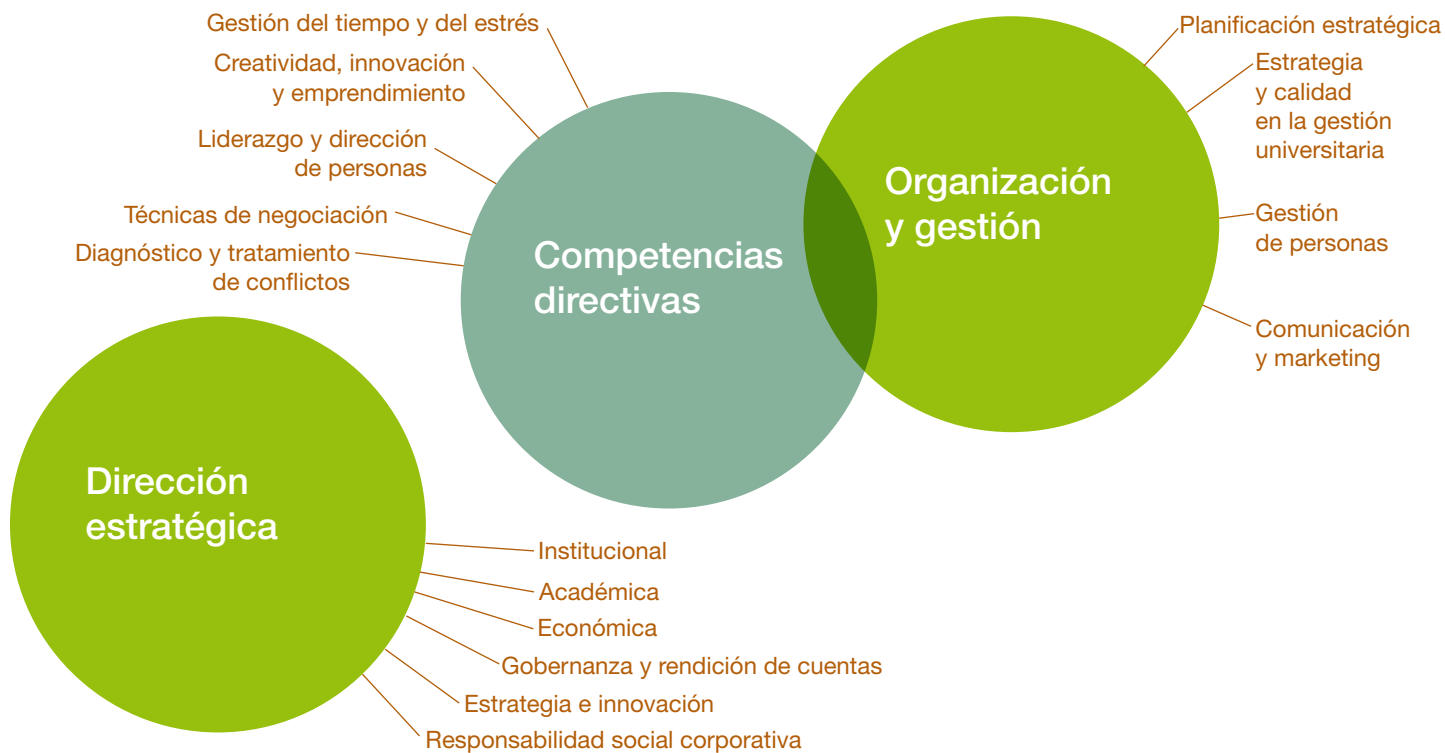 Gestión del tiempo y del estrés
Creatividad, innovación
y emprendimiento
Liderazgo y dirección
de personas
Técnicas de negociación
Diagnóstico y tratamiento
de conflictos
Competencias
directivas
Organización
y gestión
Planificación estratégica
Estrategia
y calidad
en la gestión
universitaria
Gestión
de personas
Comunicación
y marketing
Dirección
estratégica
Institucional
Académica
Económica
Gobernanza y rendición de cuentas
Estrategia e innovación
Responsabilidad social corporativa